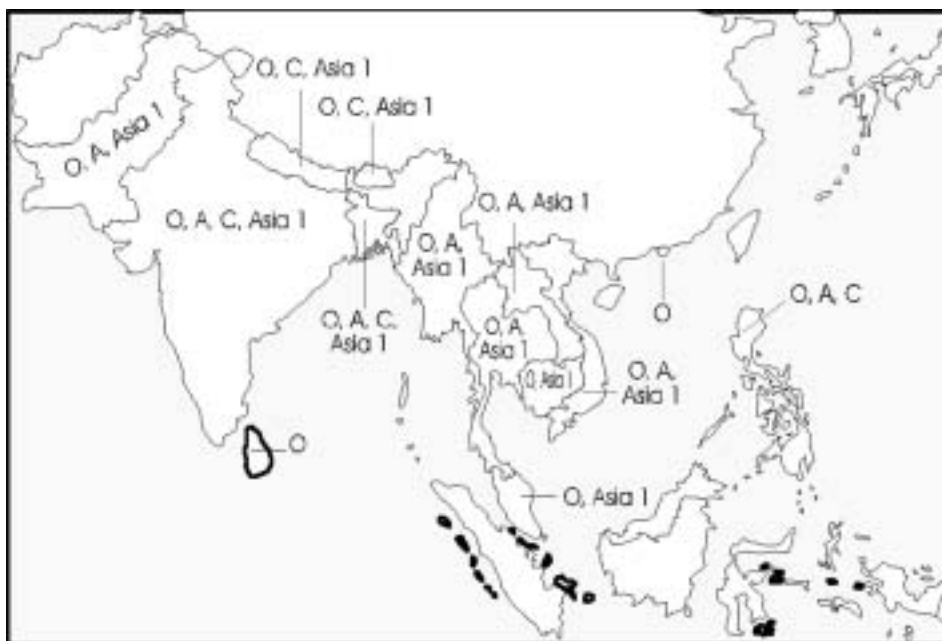 O, C, Asia 1
O, C, Asia 1
O, A, Asia 1
O, A, C, Asia 1
O, A, Asia 1
O, A,
Asia 1
O
O, A, C
O, A, C,
Asia 1
O, A,
Asia 1
O, Asia 1
O, A,
Asia 1
O
O, Asia 1